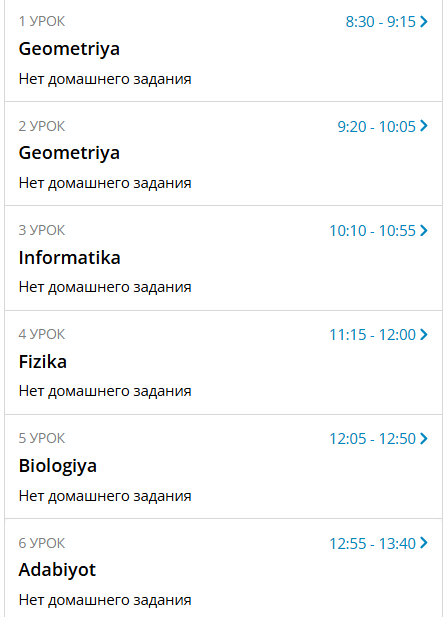 1 УРОК 8:30 - 9:15
Geometriya
Нет домашнего задания
2 УРОК 9:20 - 10:05
Geometriya
Нет домашнего задания
3 УРОК 10:10 - 10:55
Informatika
Нет домашнего задания
4 УРОК 11:15 - 12:00
Fizika
Нет домашнего задания
5 УРОК 12:05 - 12:50
Biologiya
Нет домашнего задания
6 УРОК 12:55 - 13:40
Adabiyot
Нет домашнего задания